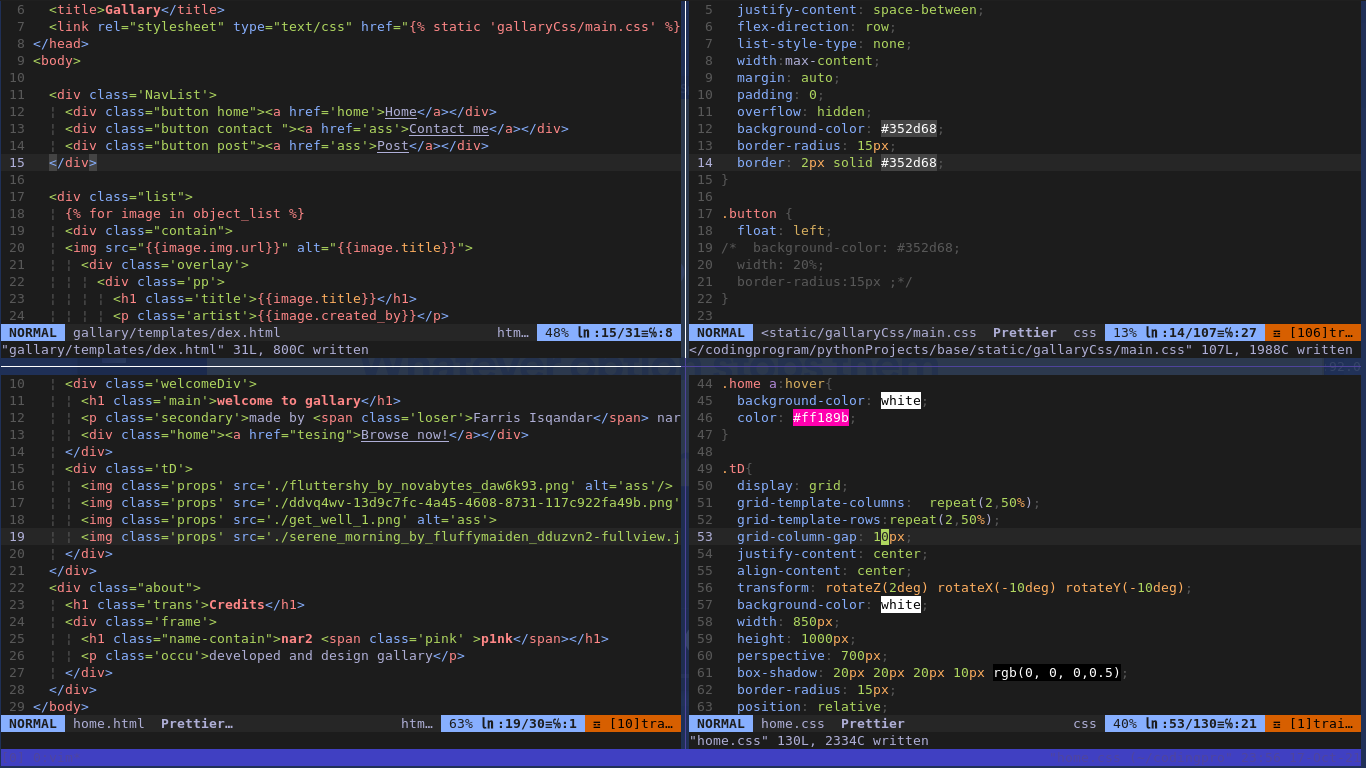 6   <title>Gallary</title>
7   <link rel="stylesheet" type="text/css" href="{% static 'gallaryCss/main.css' %}
8 </head>
9 <body>
10
11   <div class='NavList'>
12   ¦ <div class="button home"><a href='home'>Home</a></div>
13   ¦ <div class="button contact "><a href='ass'>Contact me</a></div>
14   ¦ <div class="button post"><a href='ass'>Post</a></div>
15   </div>
16
17   <div class="list">
18   ¦ {% for image in object_list %}
19   ¦ <div class="contain">
20   ¦ <img src="{{image.img.url}}" alt="{{image.title}}">
21   ¦ ¦ <div class='overlay'>
22   ¦ ¦ ¦ <div class='pp'>
23   ¦ ¦ ¦ ¦ <h1 class='title'>{{image.title}}</h1>
24   ¦ ¦ ¦ ¦ <p class='artist'>{{image.created_by}}</p>
NORMAL gallary/templates/dex.html htm… 48% ㏑:15/31≡℅:8
"gallary/templates/dex.html" 31L, 800C written
5   justify-content: space-between;
6   flex-direction: row;
7   list-style-type: none;
8   width:max-content;
9   margin: auto;
10   padding: 0;
11   overflow: hidden;
12   background-color: #352d68;
13   border-radius: 15px;
14   border: 2px solid #352d68;
15 }
16
17 .button {
18   float: left;
19 /*  background-color: #352d68;
20   width: 20%;
21   border-radius:15px ;*/
22 }
23
NORMAL <static/gallaryCss/main.css Prettier css 13% ㏑:14/107≡℅:27 ☲ [106]tr…
</codingprogram/pythonProjects/base/static/gallaryCss/main.css" 107L, 1988C written
10   ¦ <div class='welcomeDiv'>
11   ¦ ¦ <h1 class='main'>welcome to gallary</h1>
12   ¦ ¦ <p class='secondary'>made by <span class='loser'>Farris Isqandar</span> nar
13   ¦ ¦ <div class="home"><a href="tesing">Browse now!</a></div>
14   ¦ </div>
15   ¦ <div class='tD'>
16   ¦ ¦ <img class='props' src='./fluttershy_by_novabytes_daw6k93.png' alt='ass'/>
17   ¦ ¦ <img class='props' src='./ddvq4wv-13d9c7fc-4a45-4608-8731-117c922fa49b.png'
18   ¦ ¦ <img class='props' src='./get_well_1.png' alt='ass'>
19   ¦ ¦ <img class='props' src='./serene_morning_by_fluffymaiden_dduzvn2-fullview.j
20   ¦ </div>
21   </div>
22   <div class="about">
23   ¦ <h1 class='trans'>Credits</h1>
24   ¦ <div class='frame'>
25   ¦ ¦ <h1 class="name-contain">nar2 <span class='pink' >p1nk</span></h1>
26   ¦ ¦ <p class='occu'>developed and design gallary</p>
27   ¦ </div>
28   </div>
29 </body>
NORMAL home.html Prettier… htm… 63% ㏑:19/30≡℅:1 ☲ [10]tra…
44 .home a:hover{
45   background-color: white;
46   color: #ff189b;
47 }
48
49 .tD{
50   display: grid;
51   grid-template-columns:  repeat(2,50%);
52   grid-template-rows:repeat(2,50%);
53   grid-column-gap: 10px;
54   justify-content: center;
55   align-content: center;
56   transform: rotateZ(2deg) rotateX(-10deg) rotateY(-10deg);
57   background-color: white;
58   width: 850px;
59   height: 1000px;
60   perspective: 700px;
61   box-shadow: 20px 20px 20px 10px rgb(0, 0, 0,0.5);
62   border-radius: 15px;
63   position: relative;
NORMAL home.css Prettier css 40% ㏑:53/130≡℅:21 ☲ [1]trai…
"home.css" 130L, 2334C written